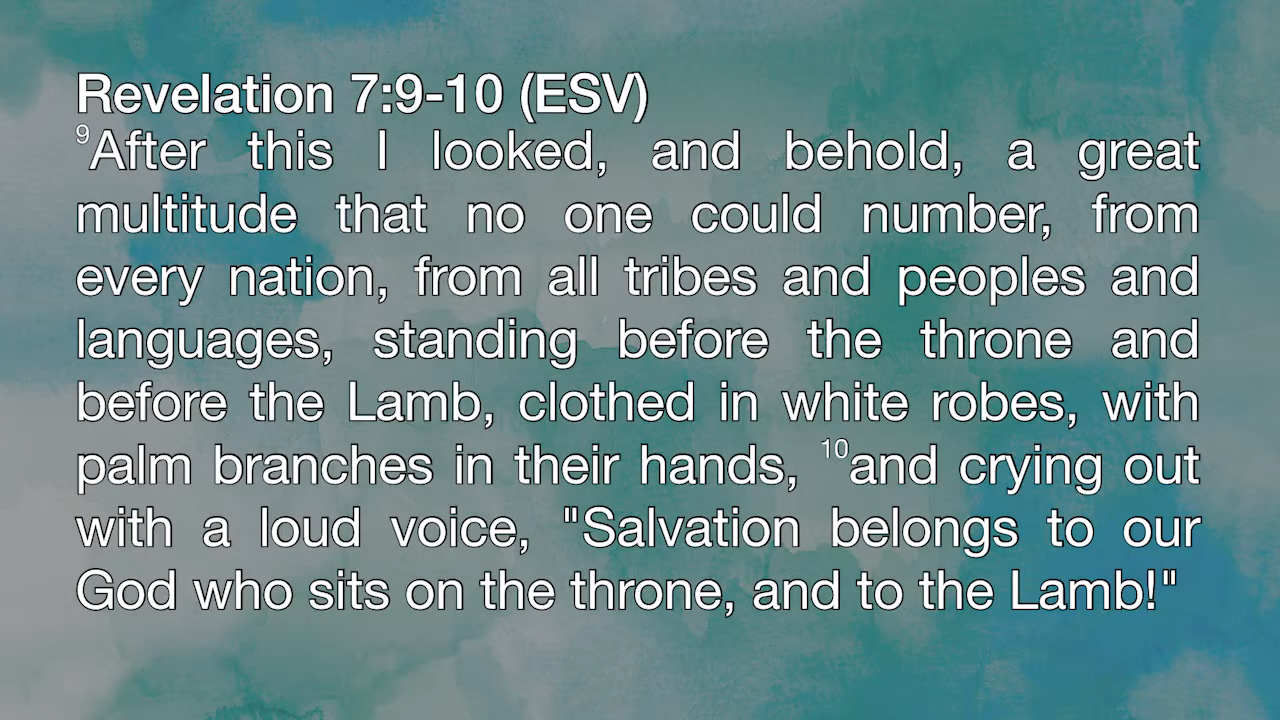 Revelation 7:9-10 (ESV)
⁹After this I looked, and behold, a great
multitude that no one could number, from
every nation, from all tribes and peoples and
languages, standing before the throne and
before the Lamb, clothed in white robes, with
palm branches in their hands, ¹⁰and crying out
with a loud voice, "Salvation belongs to our
God who sits on the throne, and to the Lamb!"